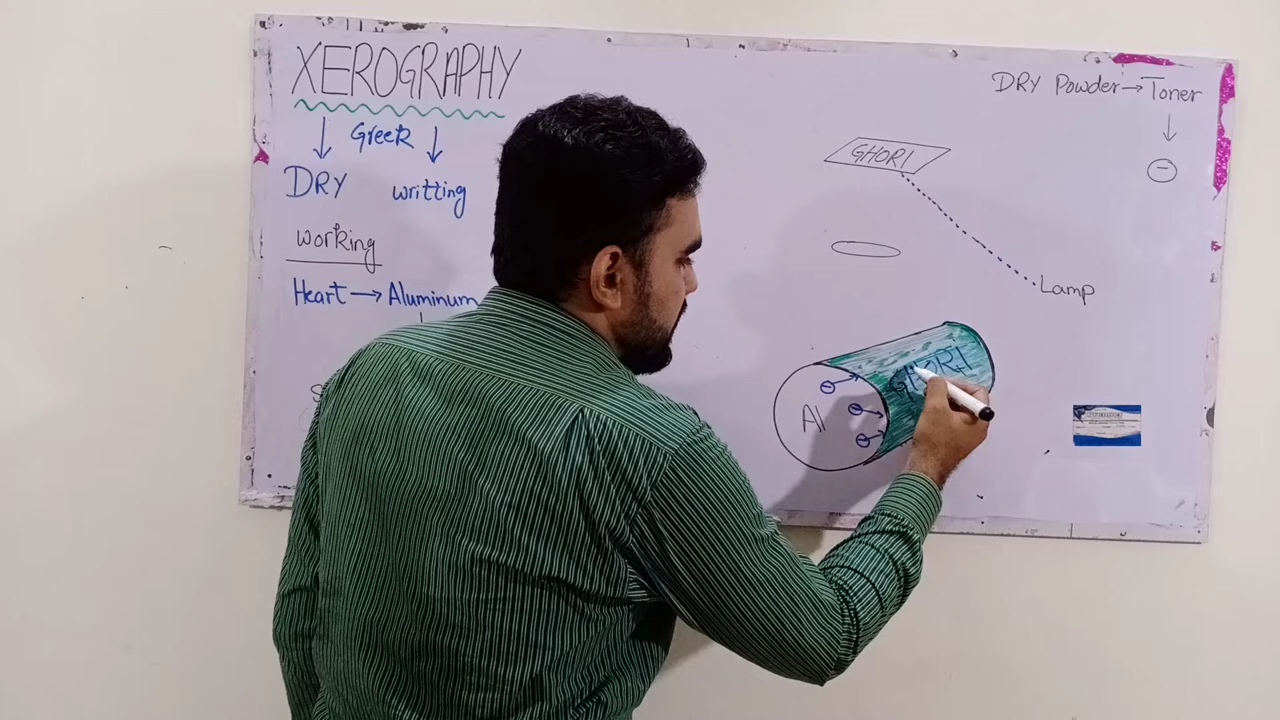 XEROGRAPHY
Greek
DRY writting
working
Heart → Aluminum
DRY Powder → Toner
GHORI
Lamp
Al
GHORI